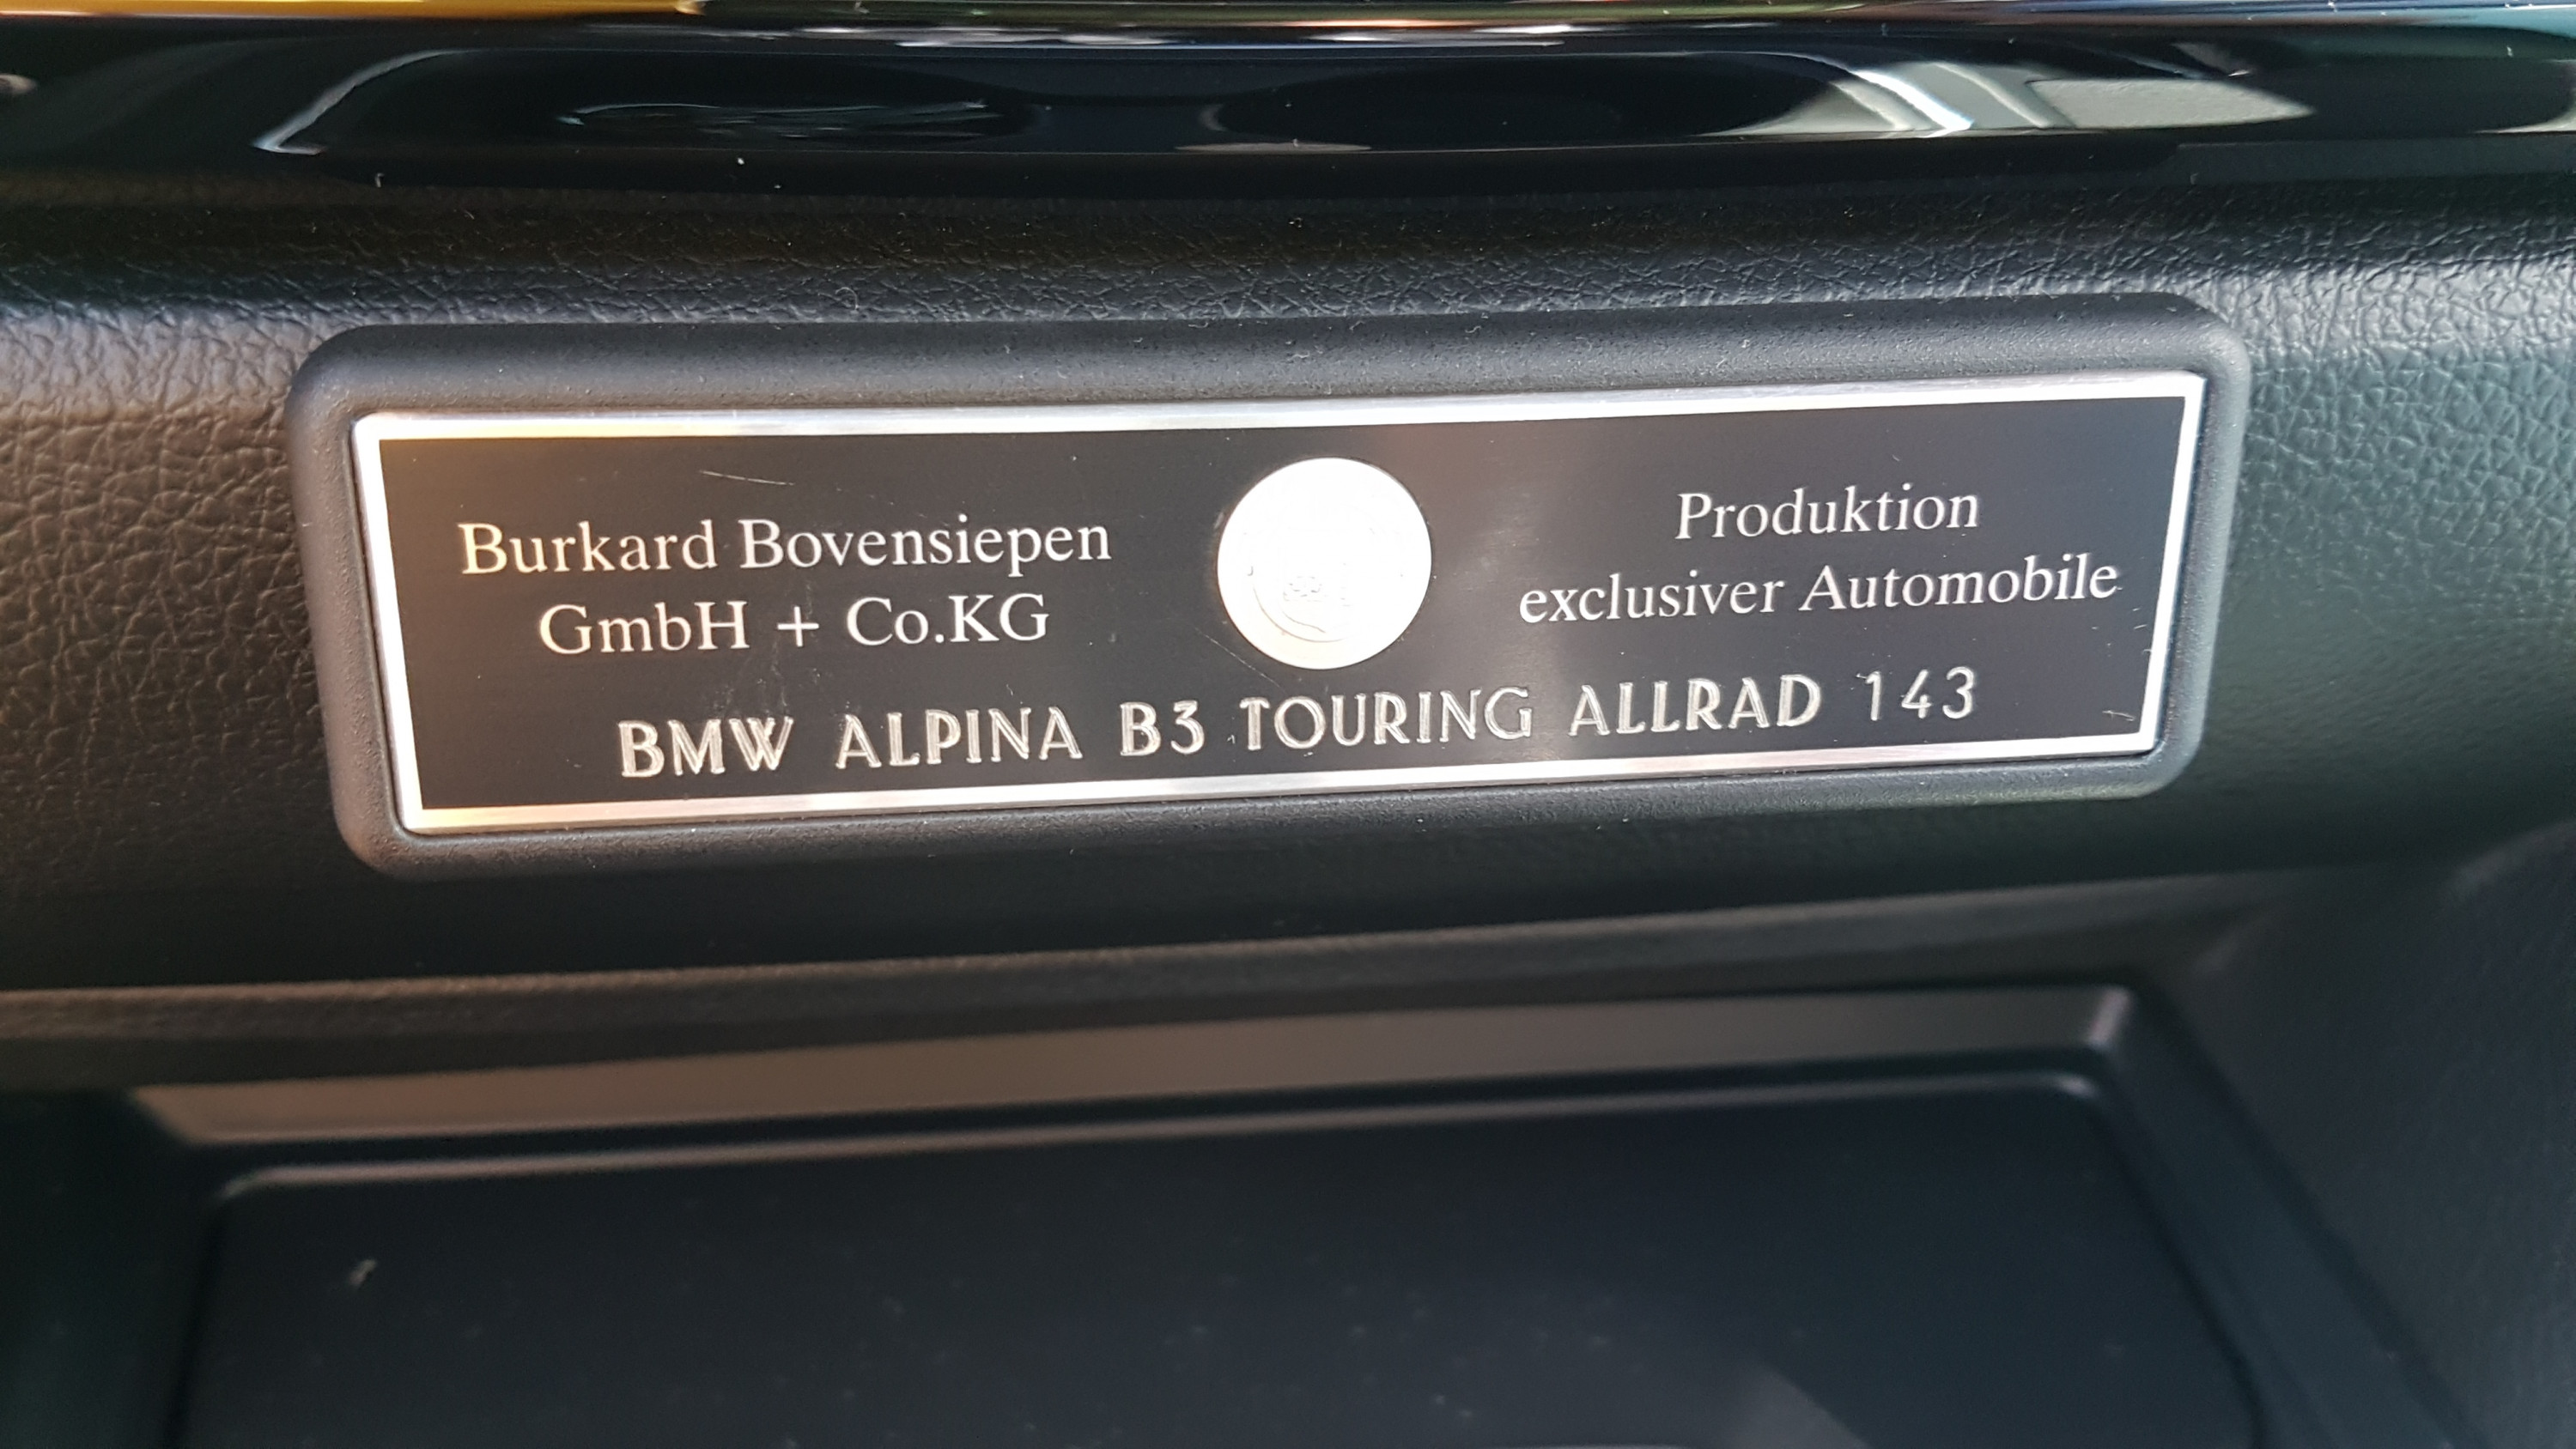 Burkard Bovensiepen
GmbH + Co.KG
Produktion
exclusiver Automobile
BMW ALPINA B3 TOURING ALLRAD 143